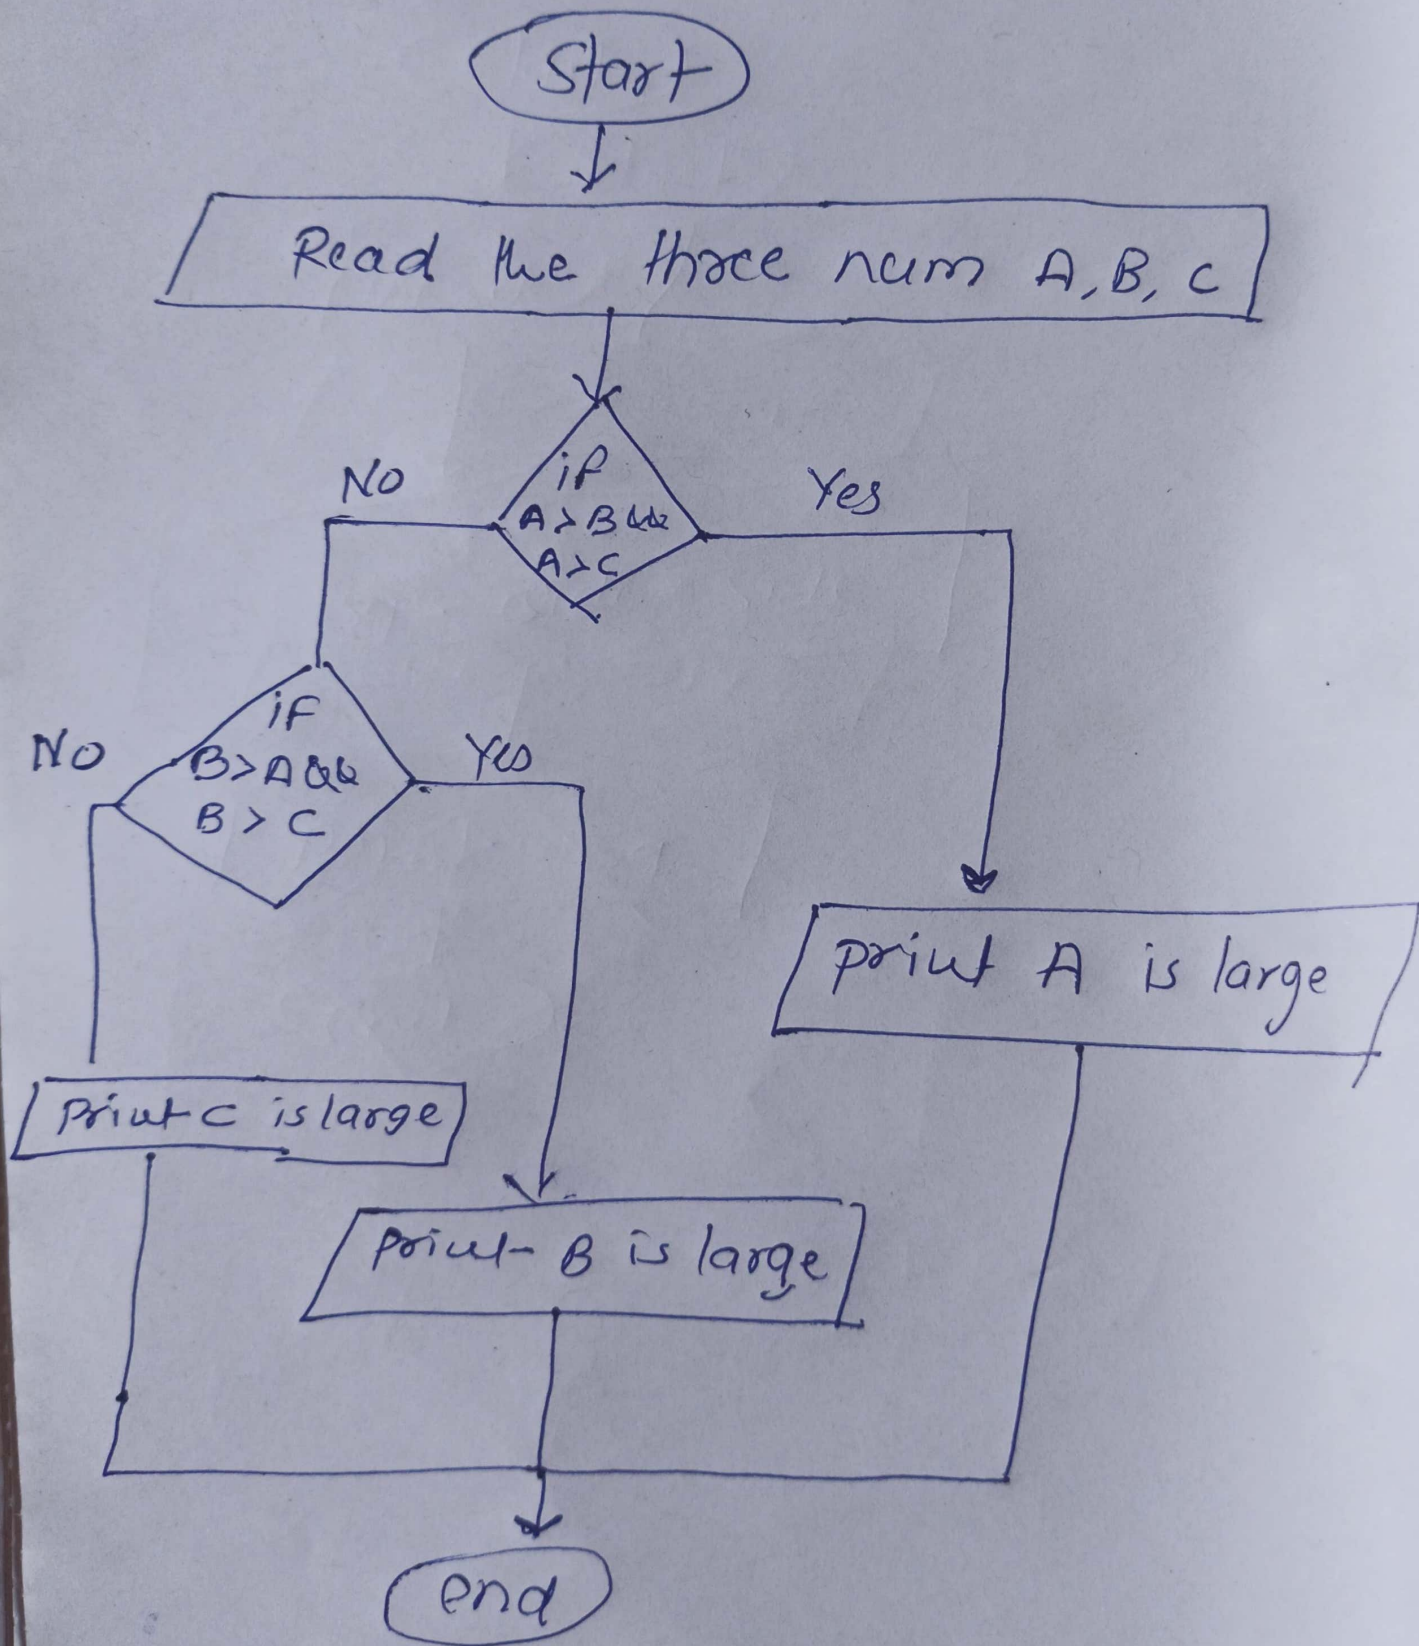 Start
Read the three num A, B, C
if
A>B &&
A>C
No
Yes
if
B>A &&
B > C
No
Yes
print A is large
Print C is large
print B is large
end